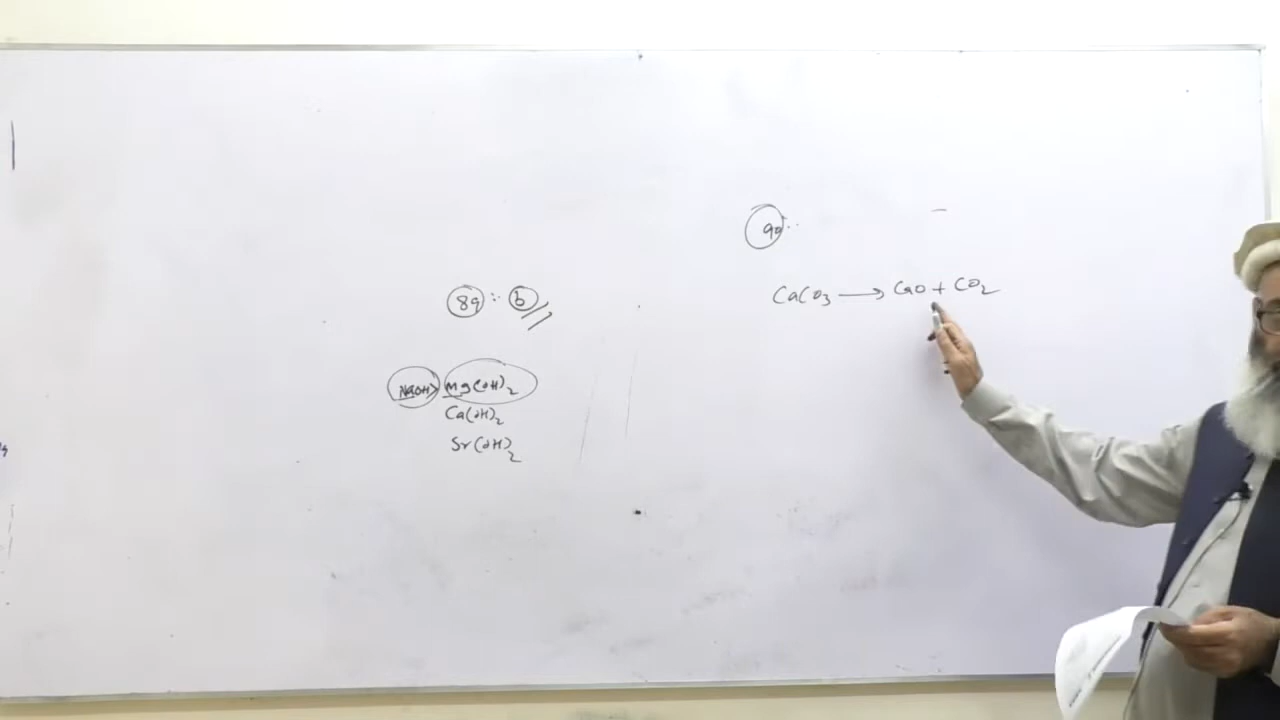 89 : b
NaOH > Mg(OH)₂
Ca(OH)₂
Sr(OH)₂
90 :
CaCO₃ ⟶ CaO + CO₂